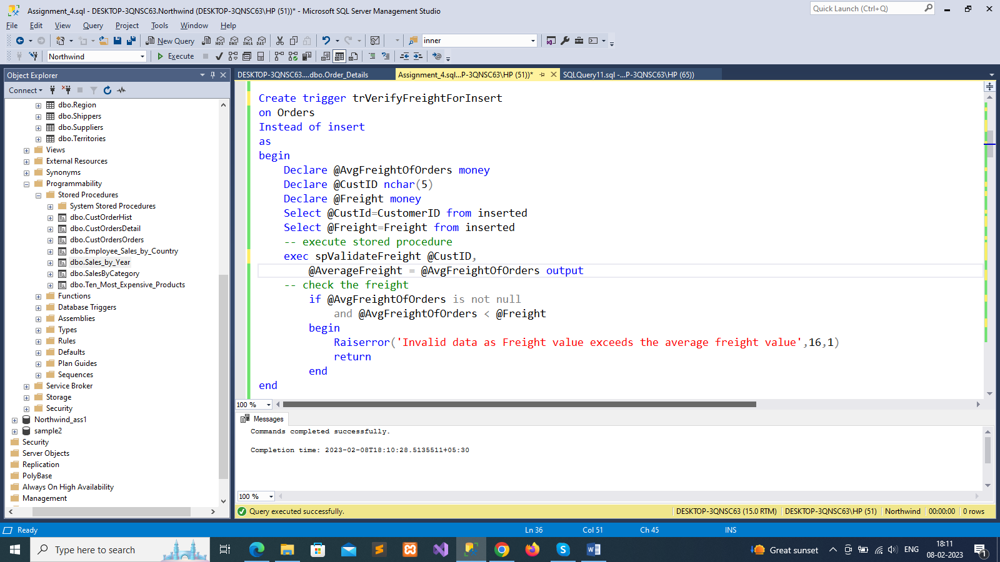 Assignment_4.sql - DESKTOP-3QNSC63.Northwind (DESKTOP-3QNSC63\HP (51))* - Microsoft SQL Server Management Studio
Quick Launch (Ctrl+Q)
File Edit View Query Project Tools Window Help
New Query
MDX DMX XMLA DAX
inner
Northwind
Execute
Object Explorer
DESKTOP-3QNSC63....dbo.Order_Details
Assignment_4.sql...P-3QNSC63\HP (51))*
SQLQuery11.sql -...P-3QNSC63\HP (65))
Connect
dbo.Region
dbo.Shippers
dbo.Suppliers
dbo.Territories
Views
External Resources
Synonyms
Programmability
Stored Procedures
System Stored Procedures
dbo.CustOrderHist
dbo.CustOrdersDetail
dbo.CustOrdersOrders
dbo.Employee_Sales_by_Country
dbo.Sales_by_Year
dbo.SalesByCategory
dbo.Ten_Most_Expensive_Products
Functions
Database Triggers
Assemblies
Types
Rules
Defaults
Plan Guides
Sequences
Service Broker
Storage
Security
Northwind_ass1
sample2
Security
Server Objects
Replication
PolyBase
Always On High Availability
Management
Create trigger trVerifyFreightForInsert
on Orders
Instead of insert
as
begin
Declare @AvgFreightOfOrders money
Declare @CustID nchar(5)
Declare @Freight money
Select @CustId=CustomerID from inserted
Select @Freight=Freight from inserted
-- execute stored procedure
exec spValidateFreight @CustID,
@AverageFreight = @AvgFreightOfOrders output
-- check the freight
if @AvgFreightOfOrders is not null
and @AvgFreightOfOrders < @Freight
begin
Raiserror('Invalid data as Freight value exceeds the average freight value',16,1)
return
end
end
100 %
Messages
Commands completed successfully.
Completion time: 2023-02-08T18:10:28.5135511+05:30
100 %
Query executed successfully.
DESKTOP-3QNSC63 (15.0 RTM) DESKTOP-3QNSC63\HP (51) Northwind 00:00:00 0 rows
Ready
Ln 36 Col 51 Ch 45 INS
Type here to search
Great sunset
ENG
18:11
08-02-2023
1